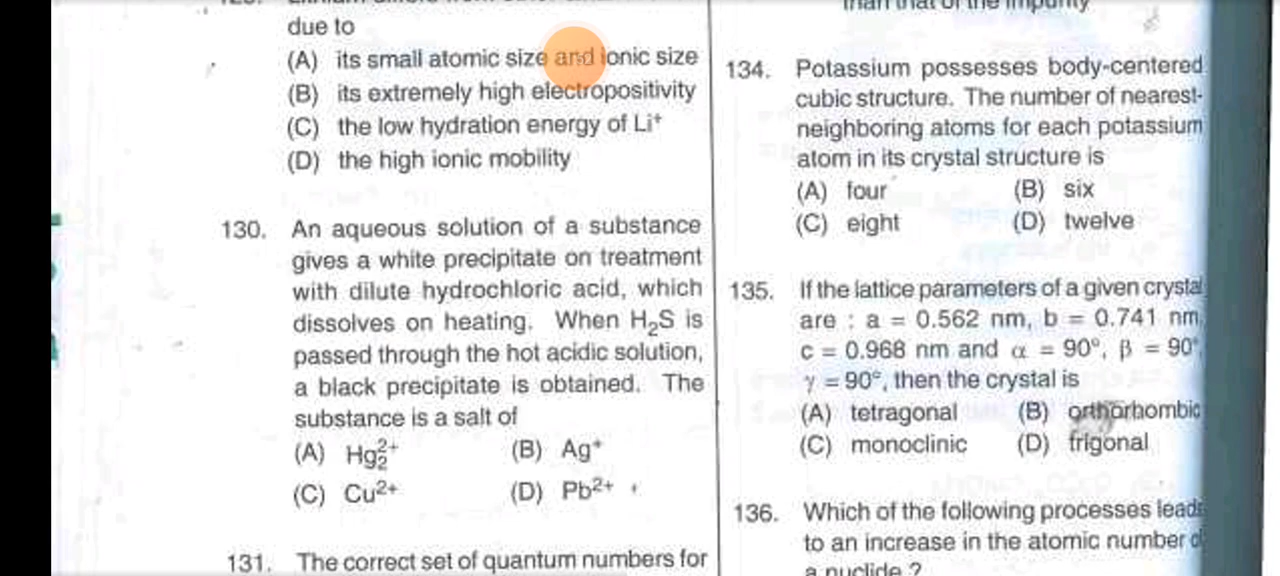 due to
(A) its small atomic size and ionic size
(B) its extremely high electropositivity
(C) the low hydration energy of Li⁺
(D) the high ionic mobility
130. An aqueous solution of a substance
gives a white precipitate on treatment
with dilute hydrochloric acid, which
dissolves on heating. When H₂S is
passed through the hot acidic solution,
a black precipitate is obtained. The
substance is a salt of
(A) Hg₂²⁺ (B) Ag⁺
(C) Cu²⁺ (D) Pb²⁺
131. The correct set of quantum numbers for
than that of the impurity
134. Potassium possesses body-centered
cubic structure. The number of nearest-
neighboring atoms for each potassium
atom in its crystal structure is
(A) four (B) six
(C) eight (D) twelve
135. If the lattice parameters of a given crystal
are : a = 0.562 nm, b = 0.741 nm,
c = 0.968 nm and α = 90°, β = 90°,
γ = 90°, then the crystal is
(A) tetragonal (B) orthorhombic
(C) monoclinic (D) frigonal
136. Which of the following processes leads
to an increase in the atomic number
a nuclide ?